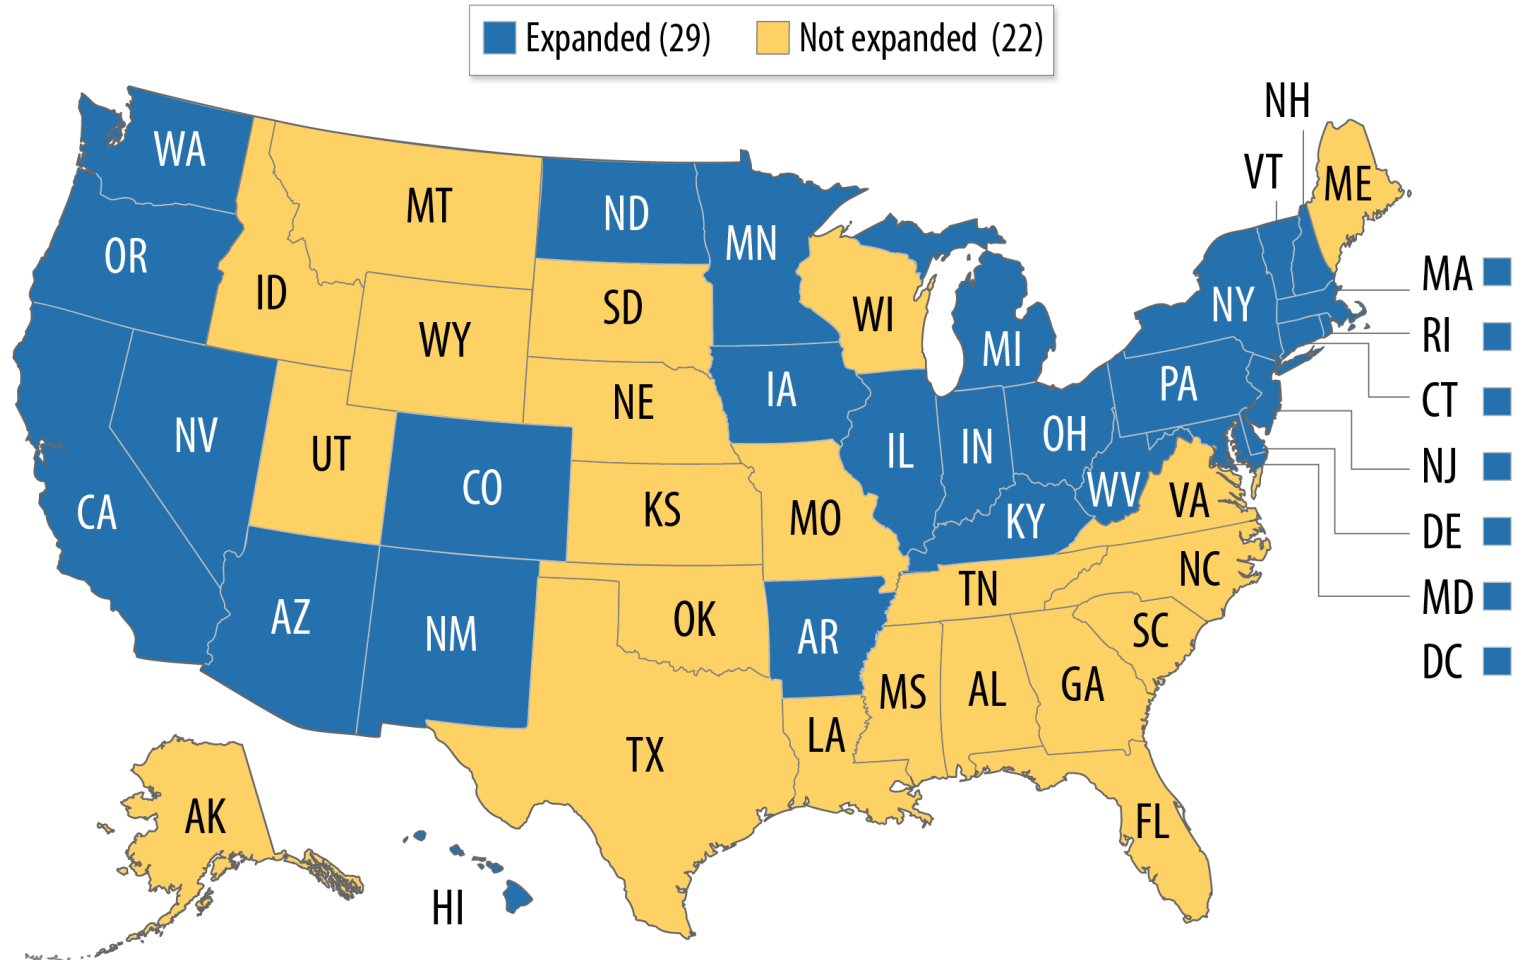 Expanded (29) Not expanded (22)
NH
WA
VT
ME
MT
ND
MN
OR
MA
ID
SD
WI
NY
RI
WY
MI
PA
IA
CT
NE
NV
UT
OH
IL
IN
NJ
CO
WV
VA
KS
CA
MO
KY
DE
NC
TN
MD
AZ
OK
NM
AR
SC
DC
GA
MS
AL
LA
TX
AK
FL
HI